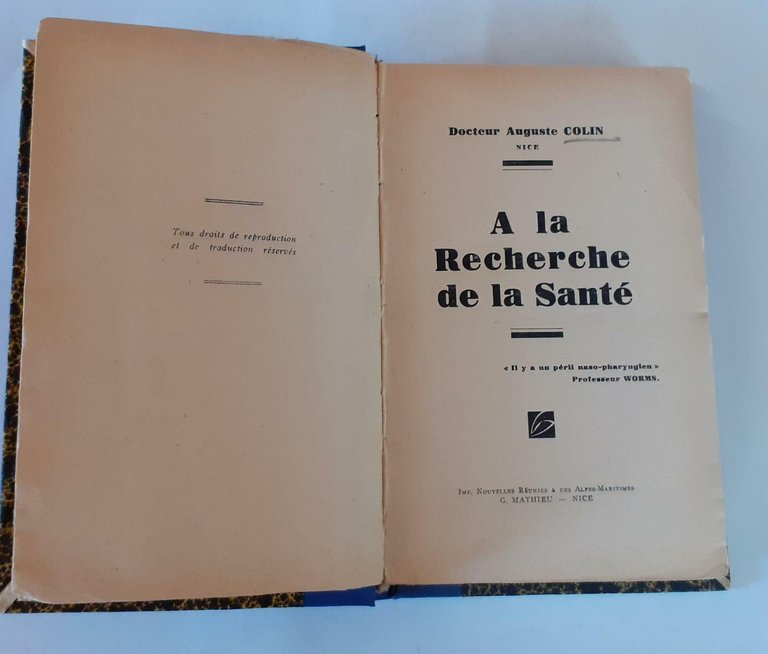 Tous droits de reproduction
et de traduction réservés
Docteur Auguste COLIN
NICE
A la
Recherche
de la Santé
« Il y a un péril naso-pharyngien »
Professeur WORMS.
Imp. Nouvelles Réunies & des Alpes-Maritimes
G. MATHIEU — NICE